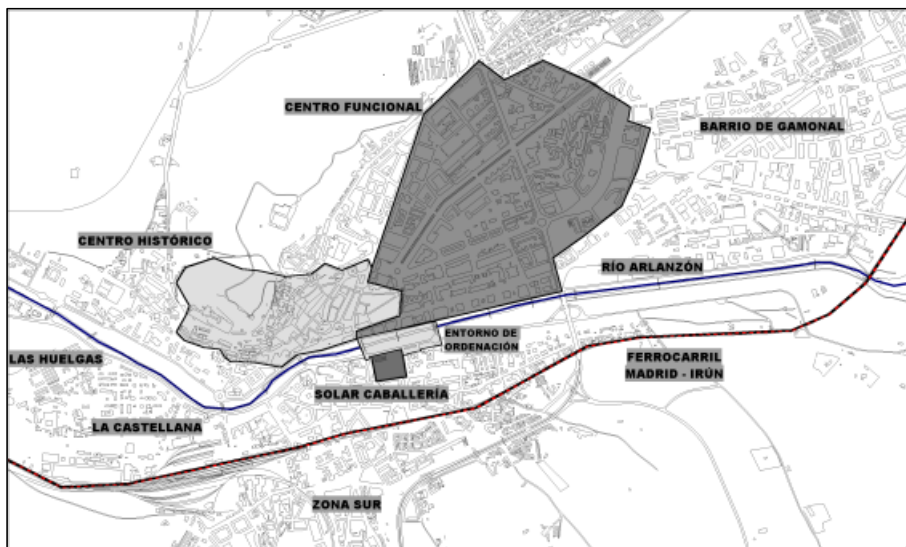 CENTRO FUNCIONAL
BARRIO DE GAMONAL
CENTRO HISTÓRICO
RÍO ARLANZÓN
ENTORNO DE
ORDENACIÓN
LAS HUELGAS
FERROCARRIL
MADRID - IRÚN
SOLAR CABALLERÍA
LA CASTELLANA
ZONA SUR